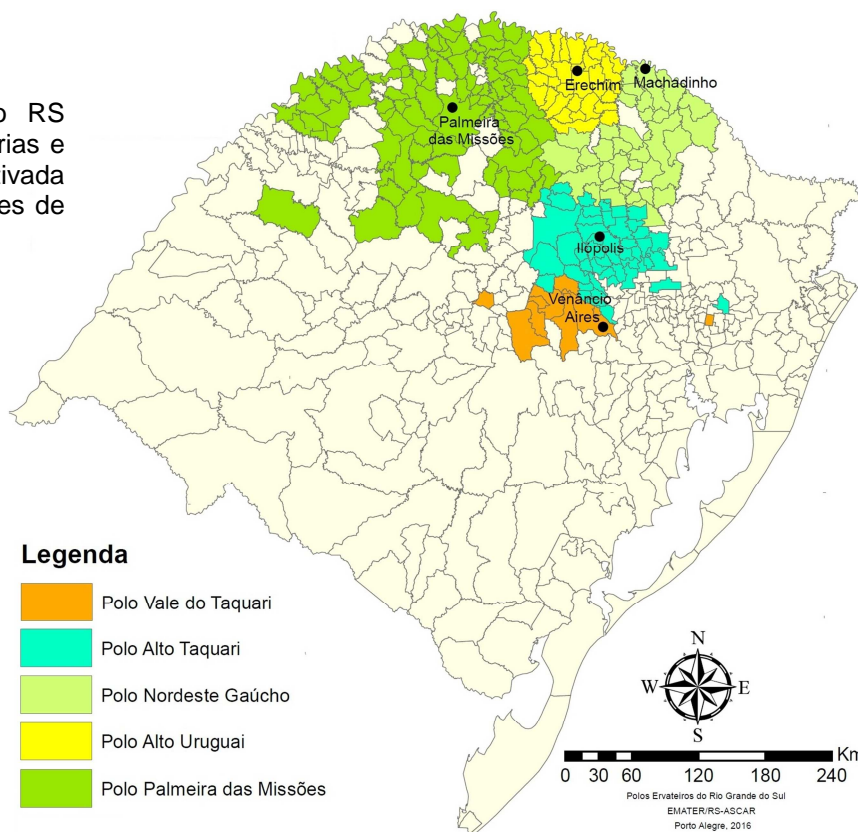 o RS
rias e
tivada
es de
Erechim
Machadinho
Palmeira
das Missões
Ilópolis
Venâncio
Aires
Legenda
Polo Vale do Taquari
Polo Alto Taquari
Polo Nordeste Gaúcho
Polo Alto Uruguai
Polo Palmeira das Missões
N
W E
S
Km
0 30 60 120 180 240
Polos Ervateiros do Rio Grande do Sul
EMATER/RS-ASCAR
Porto Alegre, 2016